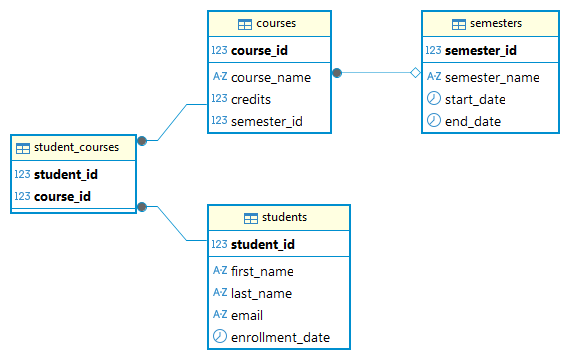 courses
123 course_id
A-Z course_name
123 credits
123 semester_id
semesters
123 semester_id
A-Z semester_name
start_date
end_date
student_courses
123 student_id
123 course_id
students
123 student_id
A-Z first_name
A-Z last_name
A-Z email
enrollment_date